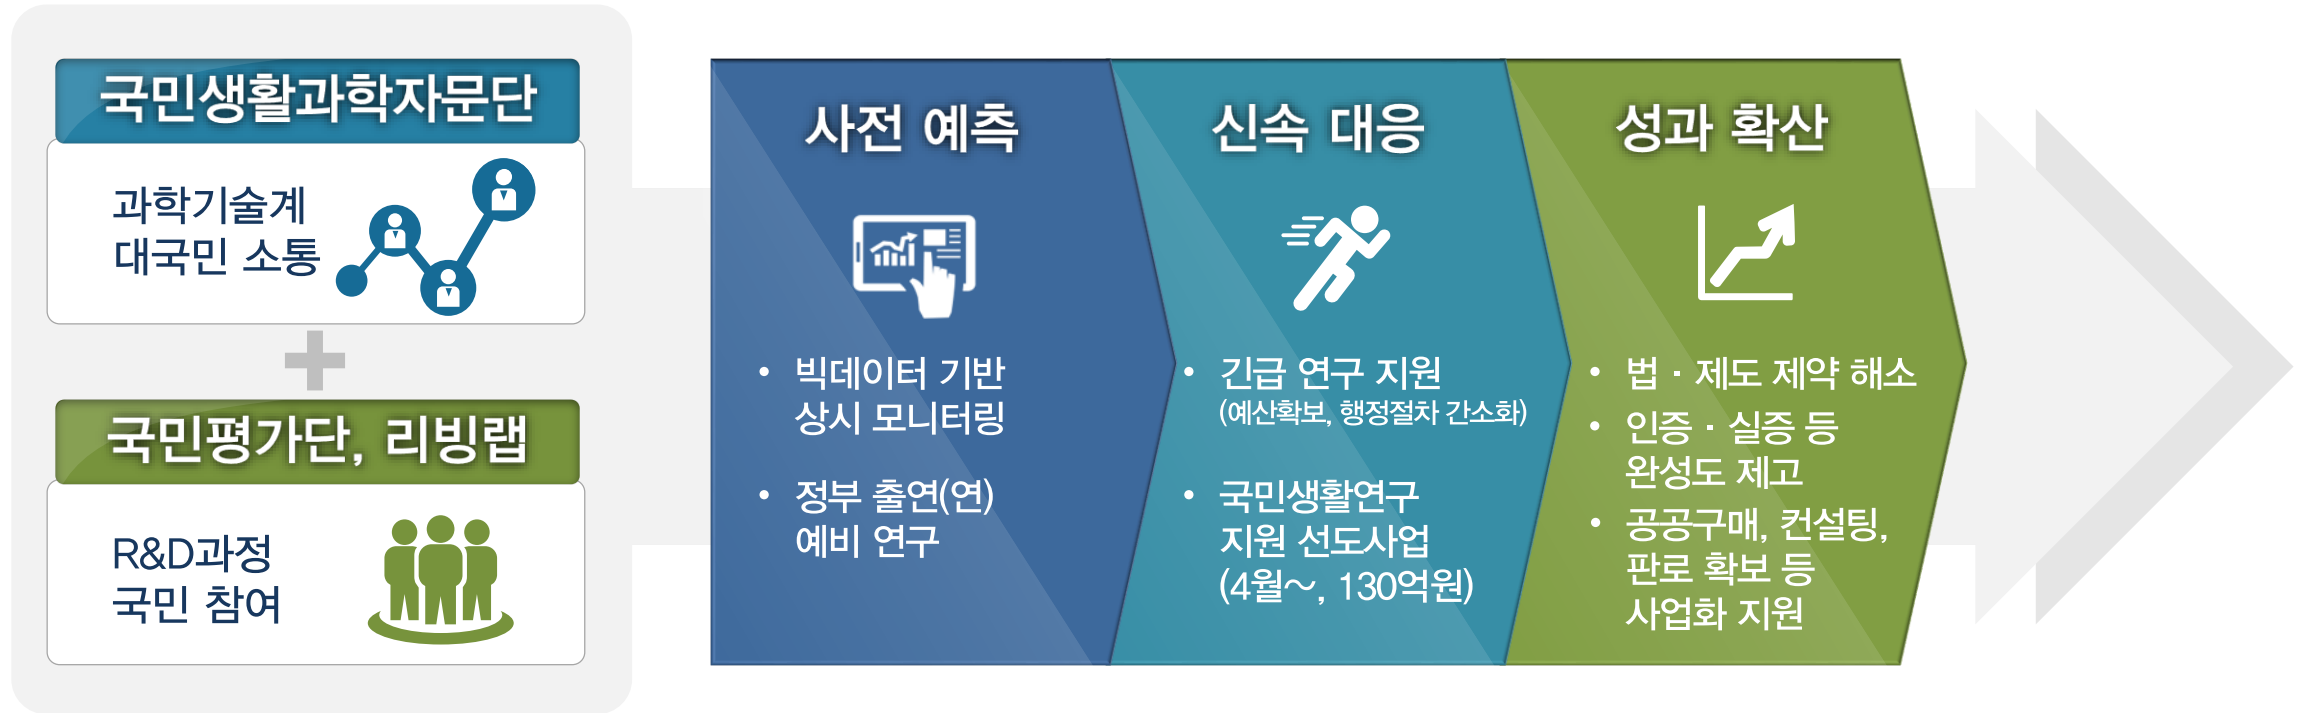 국민생활과학자문단
과학기술계
대국민 소통
국민평가단, 리빙랩
R&D과정
국민 참여
사전 예측
• 빅데이터 기반
상시 모니터링
• 정부 출연(연)
예비 연구
신속 대응
• 긴급 연구 지원
(예산확보, 행정절차 간소화)
• 국민생활연구
지원 선도사업
(4월～, 130억원)
성과 확산
• 법 · 제도 제약 해소
• 인증 · 실증 등
완성도 제고
• 공공구매, 컨설팅,
판로 확보 등
사업화 지원